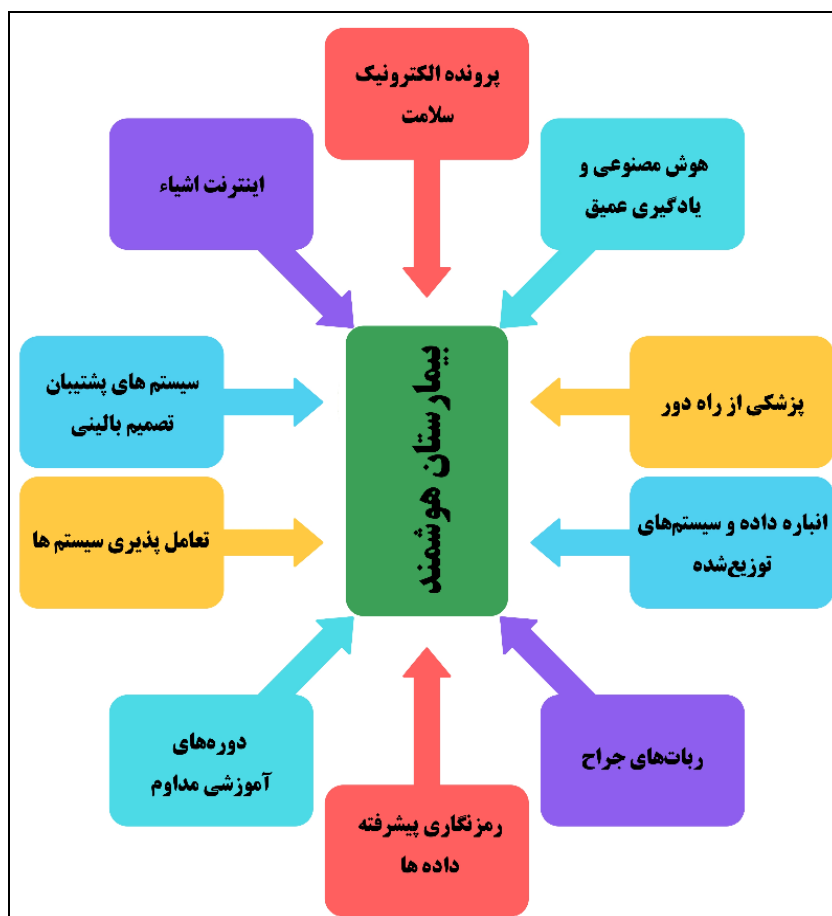 پرونده الکترونیک
سلامت
هوش مصنوعی و
یادگیری عمیق
اینترنت اشیاء
پزشکی از راه دور
سیستم های پشتیبان
تصمیم بالینی
بیمارستان هوشمند
انباره داده و سیستم‌های
توزیع‌شده
تعامل پذیری سیستم ها
ربات‌های جراح
دوره‌های
آموزشی مداوم
رمزنگاری پیشرفته
داده ها